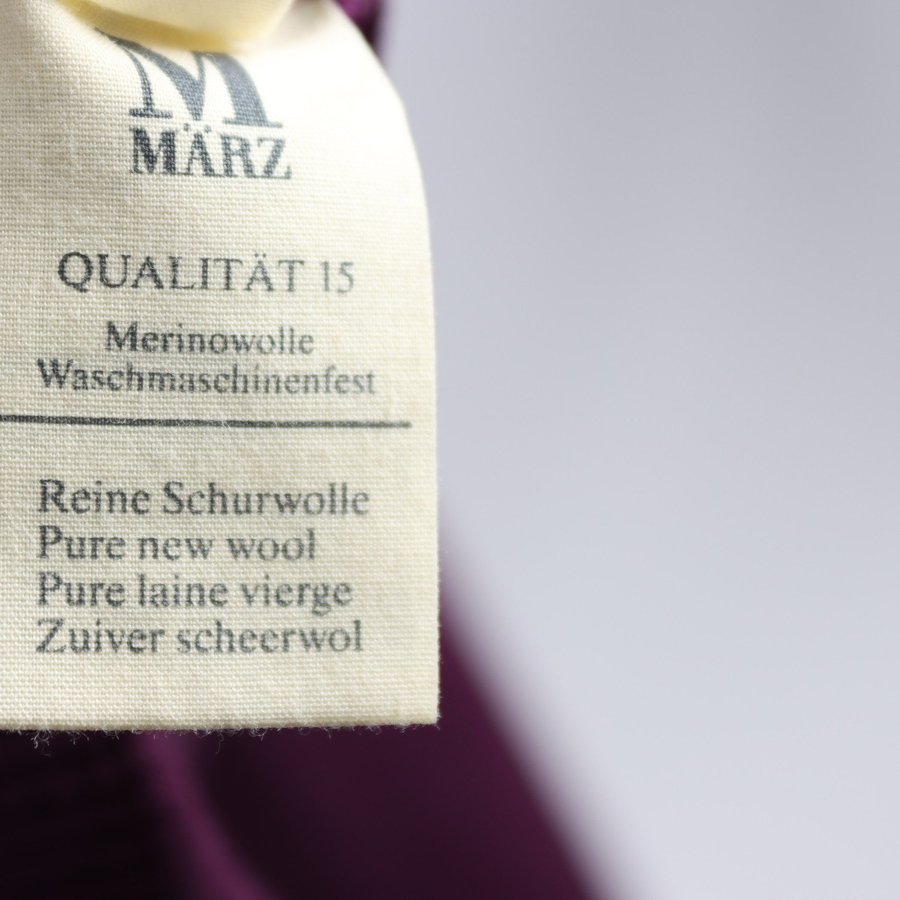 M
MÄRZ
QUALITÄT 15
Merinowolle
Waschmaschinenfest
Reine Schurwolle
Pure new wool
Pure laine vierge
Zuiver scheerwol